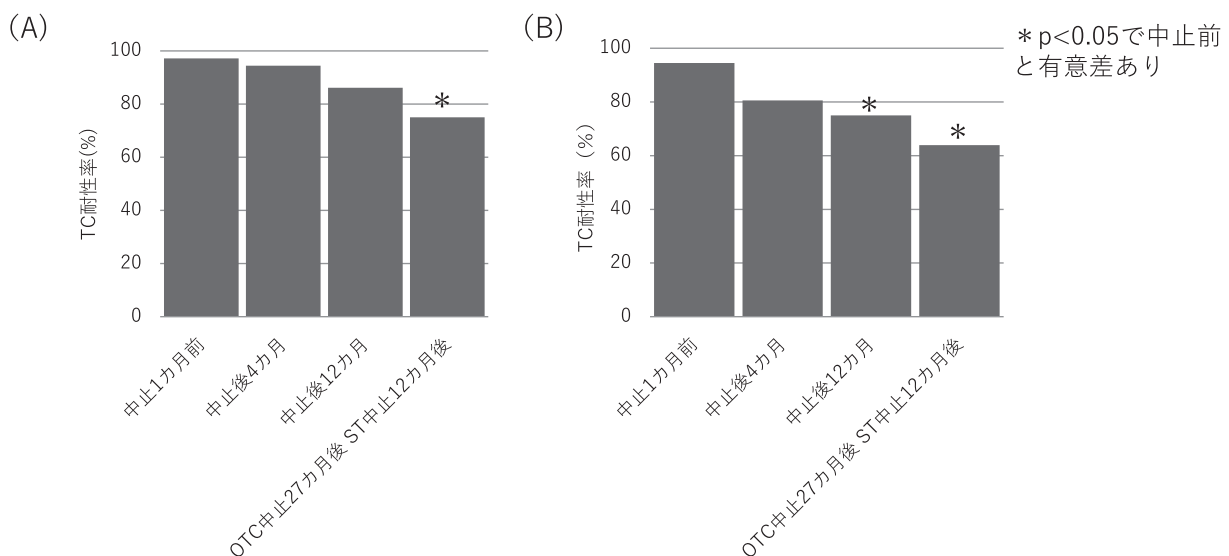 (A)
TC耐性率(%)
100
80
60
40
20
0
*
中止1カ月前
中止後4カ月
中止後12カ月
OTC中止27カ月後 ST中止12カ月後
(B)
TC耐性率（%）
100
80
60
40
20
0
*
*
中止1カ月前
中止後4カ月
中止後12カ月
OTC中止27カ月後 ST中止12カ月後
＊p<0.05で中止前
と有意差あり